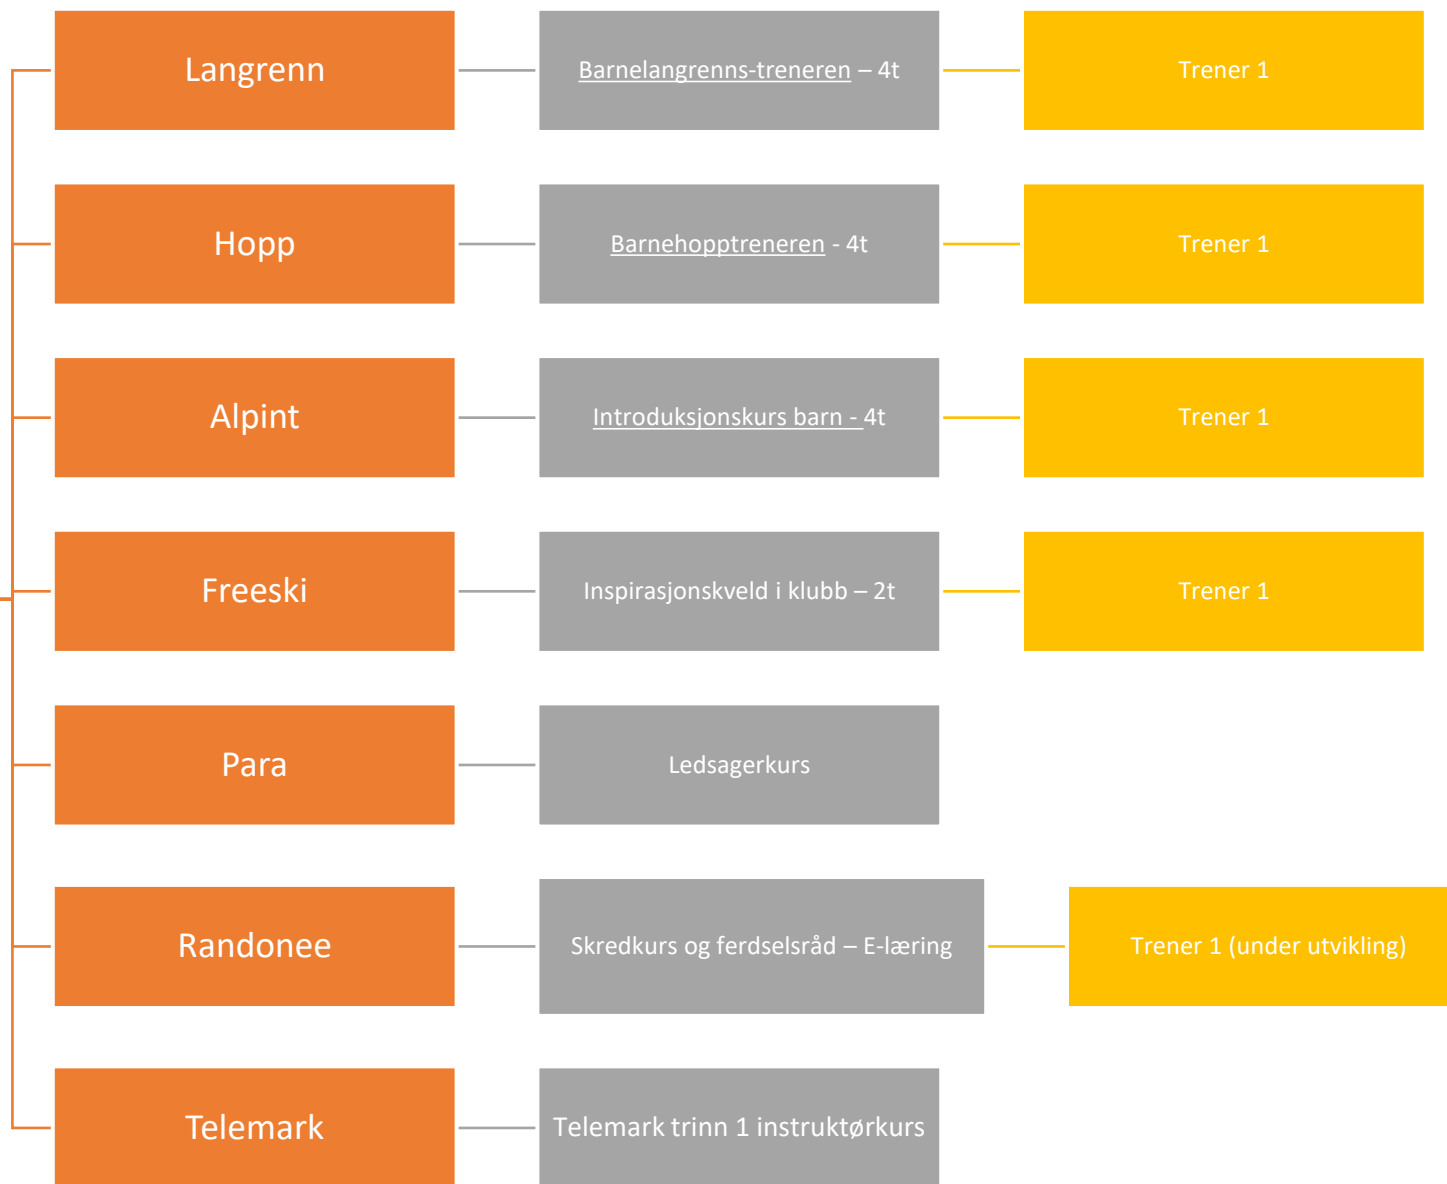 Langrenn
Barnelangrenns-treneren – 4t
Trener 1
Hopp
Barnehopptreneren - 4t
Trener 1
Alpint
Introduksjonskurs barn - 4t
Trener 1
Freeski
Inspirasjonskveld i klubb – 2t
Trener 1
Para
Ledsagerkurs
Randonee
Skredkurs og ferdselsråd – E-læring
Trener 1 (under utvikling)
Telemark
Telemark trinn 1 instruktørkurs